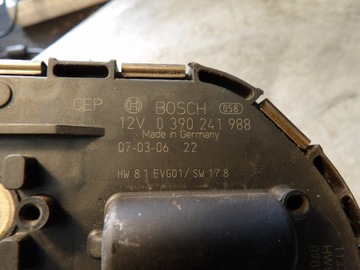 CEP BOSCH 058
12V 0 390 241 988
Made in Germany
07-03-06 22
HW 8.1 EVG01/ SW 17.8